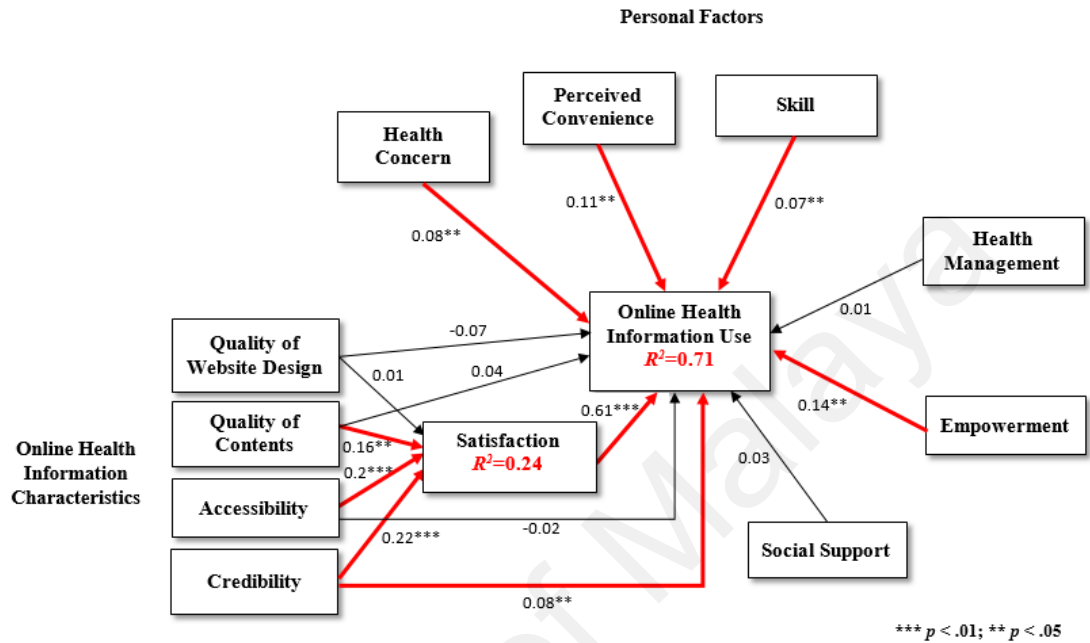 Personal Factors
Perceived
Convenience
Skill
Health
Concern
0.11**
0.07**
0.08**
Health
Management
Online Health
Information Use
R²=0.71
0.01
Quality of
Website Design
-0.07
0.01
0.04
0.14**
Empowerment
Quality of
Contents
0.61***
Satisfaction
R²=0.24
0.16**
0.2***
0.03
Online Health
Information
Characteristics
Accessibility
-0.02
0.22***
Social Support
Credibility
0.08**
*** p < .01; ** p < .05
of Malaya